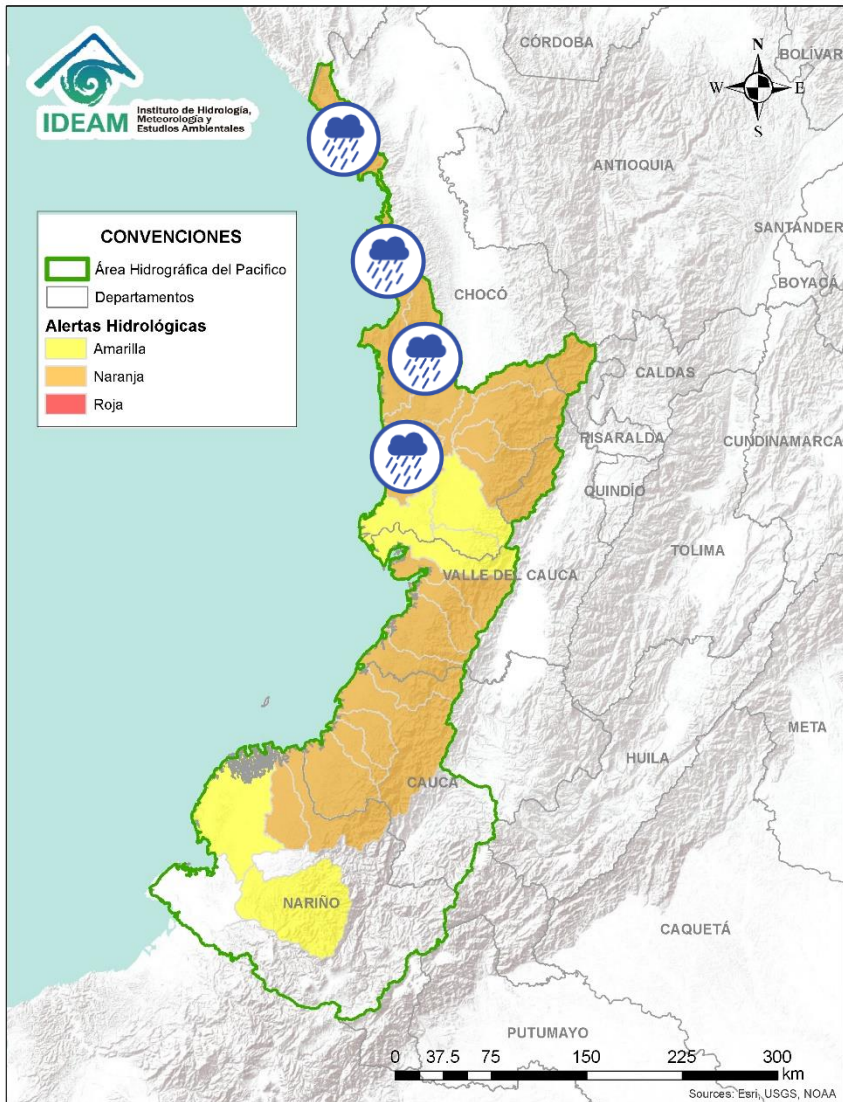 IDEAM
Instituto de Hidrología,
Meteorología y
Estudios Ambientales
CÓRDOBA
BOLÍVAR
N
W
E
S
ANTIOQUIA
SANTANDER
BOYACÁ
CHOCÓ
CALDAS
RISARALDA
CUNDINAMARCA
QUINDÍO
TOLIMA
VALLE DEL CAUCA
META
HUILA
CAUCA
NARIÑO
CAQUETÁ
PUTUMAYO
CONVENCIONES
Área Hidrográfica del Pacifico
Departamentos
Alertas Hidrológicas
Amarilla
Naranja
Roja
0 37.5 75 150 225 300
km
Sources: Esri, USGS, NOAA